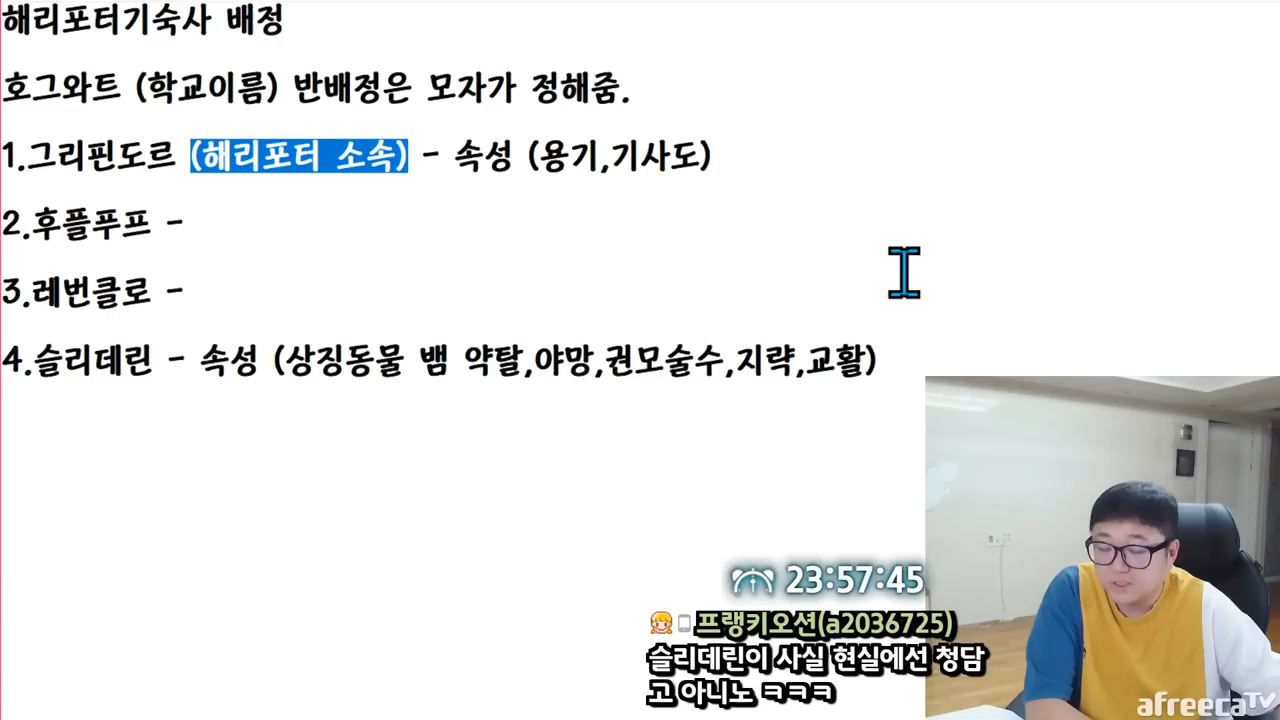 해리포터기숙사 배정
호그와트 (학교이름) 반배정은 모자가 정해줌.
1.그리핀도르 (해리포터 소속) - 속성 (용기,기사도)
2.후플푸프 -
3.레번클로 -
4.슬리데린 - 속성 (상징동물 뱀 약탈,야망,권모술수,지략,교활)
23:57:45
프랭키오션(a2036725)
슬리데린이 사실 현실에선 청담
고 아니노 ㅋㅋㅋ
afreecaTV